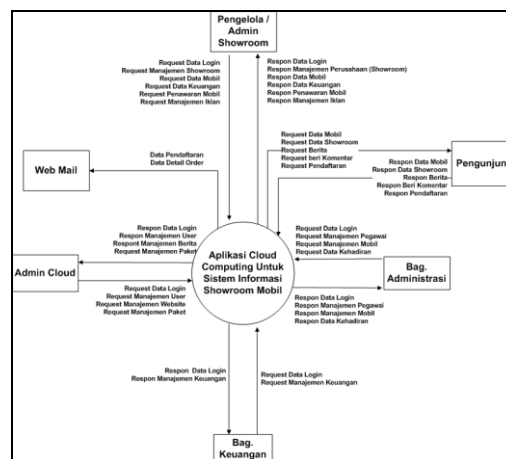 Pengelola /
Admin
Showroom
Request Data Login
Request Manajemen Showroom
Request Data Mobil
Request Data Keuangan
Request Penawaran Mobil
Request Manajemen Iklan
Respon Data Login
Respon Manajemen Perusahaan (Showroom)
Respon Data Mobil
Respon Data Keuangan
Respon Penawaran Mobil
Respon Manajemen Iklan
Request Data Mobil
Request Data Showroom
Request Berita
Request beri Komentar
Request Pendaftaran
Pengunjung
Respon Data Mobil
Respon Data Showroom
Respon Berita
Respon Beri Komentar
Respon Pendaftaran
Web Mail
Data Pendaftaran
Data Detail Order
Respon Data Login
Respon Manajemen User
Respont Manajemen Berita
Request Manajemen Paket
Admin Cloud
Request Data Login
Request Manajemen User
Request Manajemen Website
Request Manajemen Paket
Aplikasi Cloud
Computing Untuk
Sistem Informasi
Showroom Mobil
Request Data Login
Request Manajemen Pegawai
Request Manajemen Mobil
Request Data Kehadiran
Bag.
Administrasi
Respon Data Login
Respon Manajemen Pegawai
Respon Manajemen Mobil
Respon Data Kehadiran
Respon Data Login
Respon Manajemen Keuangan
Request Data Login
Request Manajemen Keuangan
Bag.
Keuangan